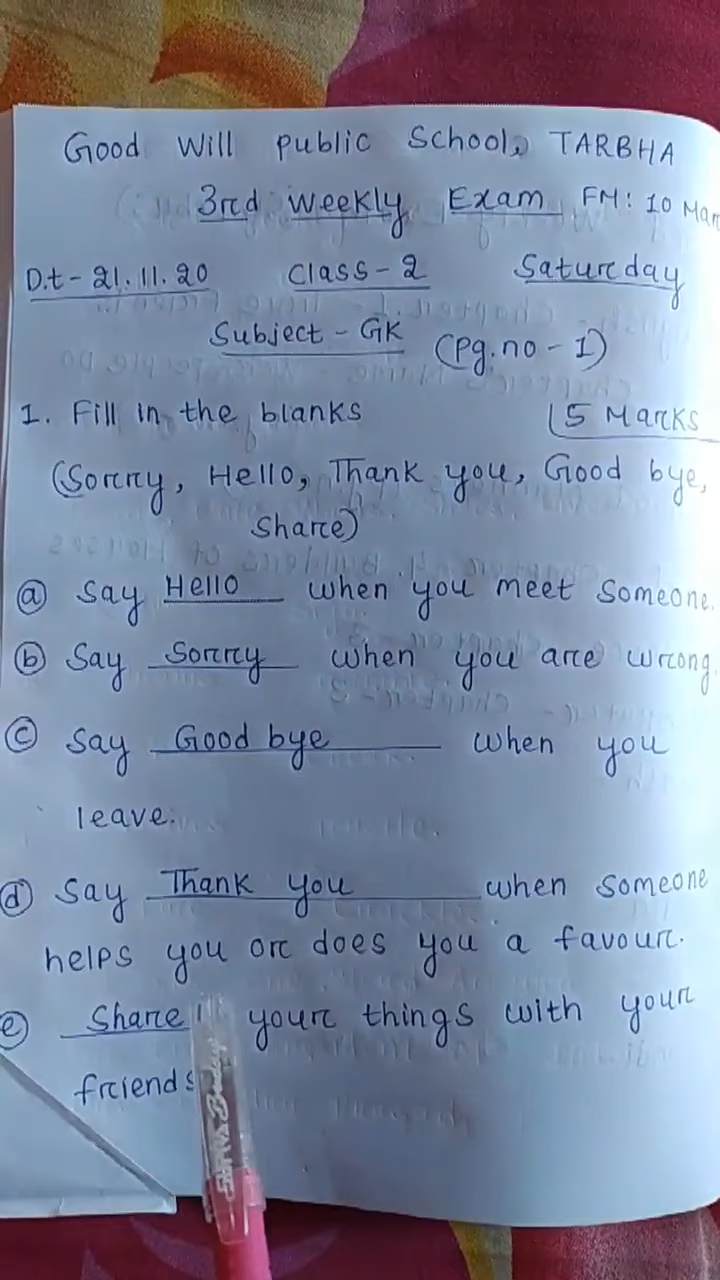 Good Will public School, TARBHA
3rd Weekly Exam FM: 10 Mar
D.t - 21.11.20 Class - 2 Saturday
Subject - GK (Pg. no - 1)
1. Fill in the blanks 5 Marks
(Sorry, Hello, Thank you, Good bye,
Share)
ⓐ Say Hello when you meet someone.
ⓑ Say Sorry when you are wrong.
ⓒ Say Good bye when you
leave.
ⓓ Say Thank you when someone
helps you or does you a favour.
ⓔ Share your things with your
friends